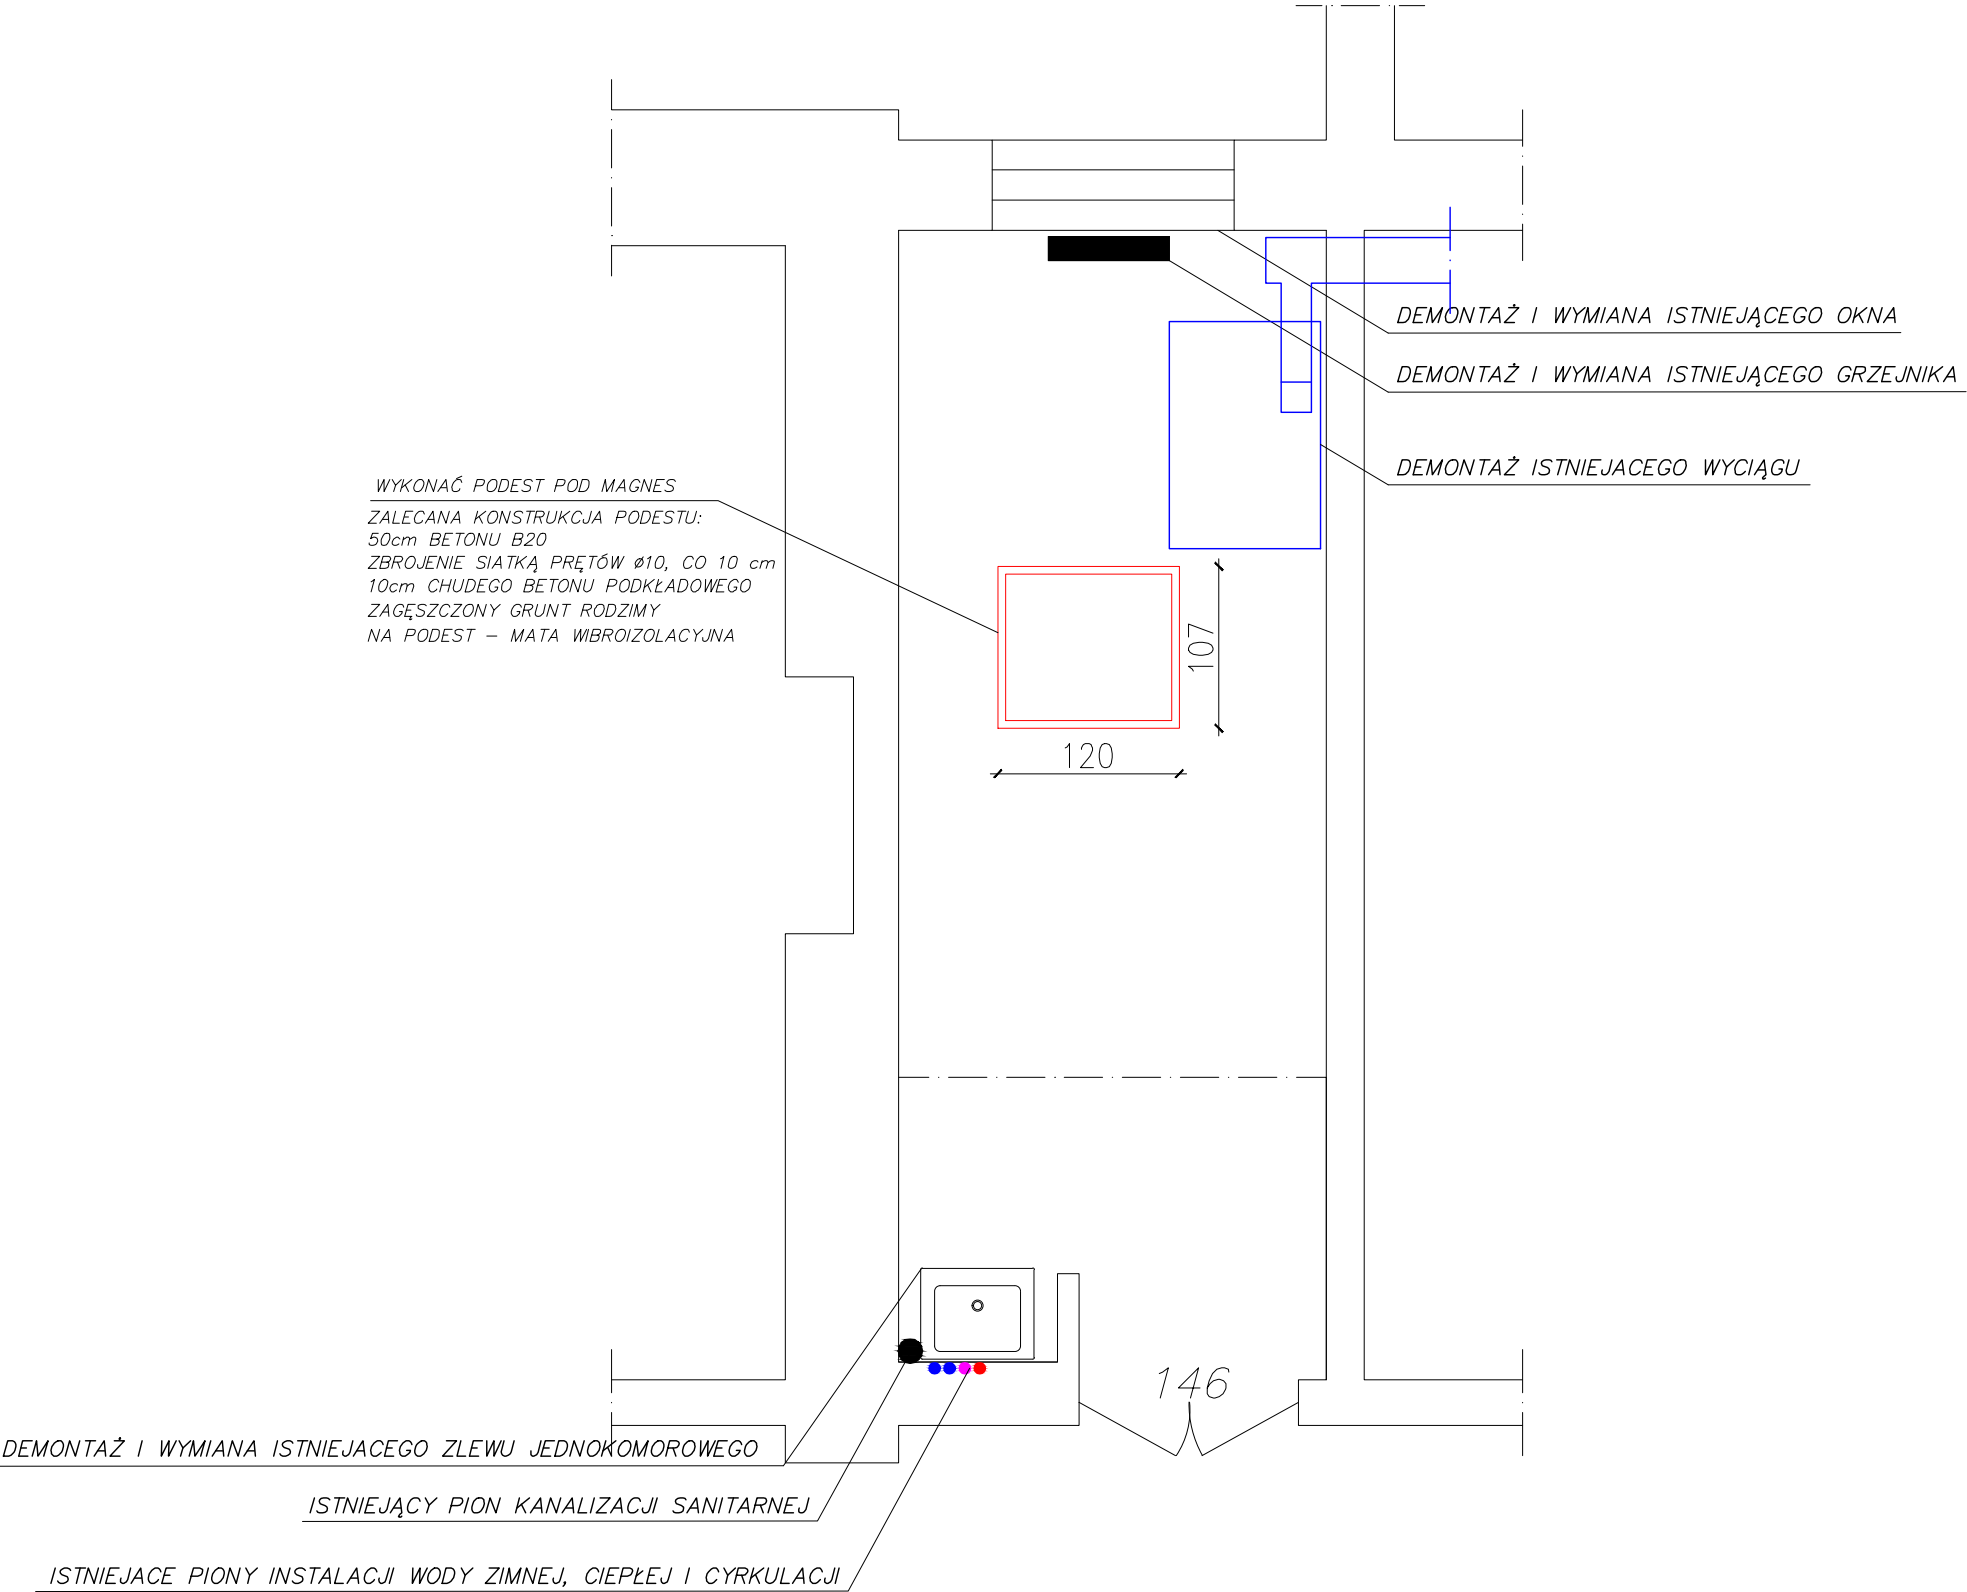 DEMONTAŻ I WYMIANA ISTNIEJĄCEGO OKNA
DEMONTAŻ I WYMIANA ISTNIEJĄCEGO GRZEJNIKA
DEMONTAŻ ISTNIEJACEGO WYCIĄGU
WYKONAĆ PODEST POD MAGNES
ZALECANA KONSTRUKCJA PODESTU:
50cm BETONU B20
ZBROJENIE SIATKĄ PRĘTÓW ø10, CO 10 cm
10cm CHUDEGO BETONU PODKŁADOWEGO
ZAGĘSZCZONY GRUNT RODZIMY
NA PODEST – MATA WIBROIZOLACYJNA
107
120
146
DEMONTAŻ I WYMIANA ISTNIEJACEGO ZLEWU JEDNOKOMOROWEGO
ISTNIEJĄCY PION KANALIZACJI SANITARNEJ
ISTNIEJACE PIONY INSTALACJI WODY ZIMNEJ, CIEPŁEJ I CYRKULACJI